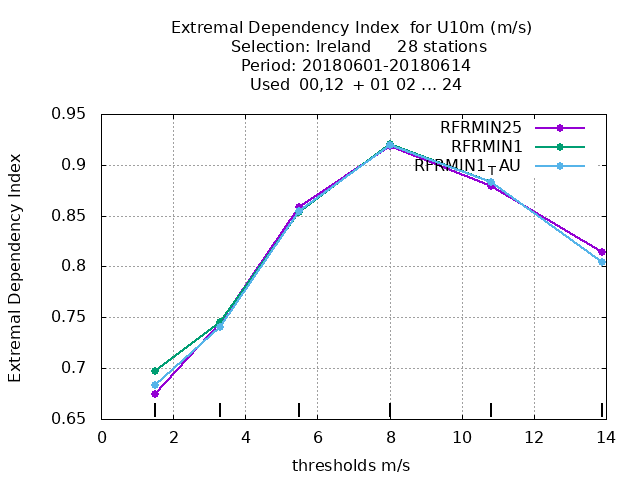 Extremal Dependency Index  for U10m (m/s)
Selection: Ireland     28 stations
Period: 20180601-20180614
Used  00,12  + 01 02 ... 24
Extremal Dependency Index
0.95
0.9
0.85
0.8
0.75
0.7
0.65
RFRMIN25
RFRMIN1
RFRMIN1TAU
0 2 4 6 8 10 12 14
thresholds m/s